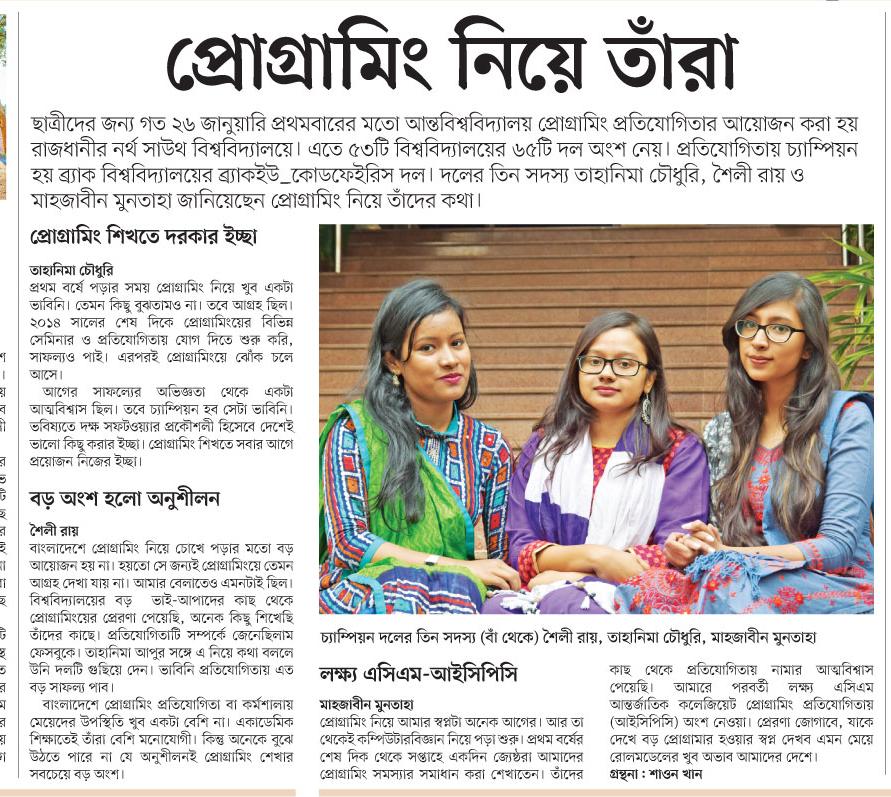 প্রোগ্রামিং নিয়ে তাঁরা
ছাত্রীদের জন্য গত ২৬ জানুয়ারি প্রথমবারের মতো আন্তবিশ্ববিদ্যালয় প্রোগ্রামিং প্রতিযোগিতার আয়োজন করা হয়
রাজধানীর নর্থ সাউথ বিশ্ববিদ্যালয়ে। এতে ৫৩টি বিশ্ববিদ্যালয়ের ৬৫টি দল অংশ নেয়। প্রতিযোগিতায় চ্যাম্পিয়ন
হয় ব্র্যাক বিশ্ববিদ্যালয়ের ব্র্যাকইউ_কোডফেইরিস দল। দলের তিন সদস্য তাহানিমা চৌধুরি, শৈলী রায় ও
মাহজাবীন মুনতাহা জানিয়েছেন প্রোগ্রামিং নিয়ে তাঁদের কথা।
প্রোগ্রামিং শিখতে দরকার ইচ্ছা
তাহানিমা চৌধুরি
প্রথম বর্ষে পড়ার সময় প্রোগ্রামিং নিয়ে খুব একটা
ভাবিনি। তেমন কিছু বুঝতামও না। তবে আগ্রহ ছিল।
২০১৪ সালের শেষ দিকে প্রোগ্রামিংয়ের বিভিন্ন
সেমিনার ও প্রতিযোগিতায় যোগ দিতে শুরু করি,
সাফল্যও পাই। এরপরই প্রোগ্রামিংয়ে ঝোঁক চলে
আসে।
আগের সাফল্যের অভিজ্ঞতা থেকে একটা
আত্মবিশ্বাস ছিল। তবে চ্যাম্পিয়ন হব সেটা ভাবিনি।
ভবিষ্যতে দক্ষ সফটওয়্যার প্রকৌশলী হিসেবে দেশেই
ভালো কিছু করার ইচ্ছা। প্রোগ্রামিং শিখতে সবার আগে
প্রয়োজন নিজের ইচ্ছা।
বড় অংশ হলো অনুশীলন
শৈলী রায়
বাংলাদেশে প্রোগ্রামিং নিয়ে চোখে পড়ার মতো বড়
আয়োজন হয় না। হয়তো সে জন্যই প্রোগ্রামিংয়ে তেমন
আগ্রহ দেখা যায় না। আমার বেলাতেও এমনটাই ছিল।
বিশ্ববিদ্যালয়ের বড় ভাই-আপাদের কাছ থেকে
প্রোগ্রামিংয়ের প্রেরণা পেয়েছি, অনেক কিছু শিখেছি
তাঁদের কাছে। প্রতিযোগিতাটি সম্পর্কে জেনেছিলাম
ফেসবুকে। তাহানিমা আপুর সঙ্গে এ নিয়ে কথা বললে
উনি দলটি গুছিয়ে দেন। ভাবিনি প্রতিযোগিতায় এত
বড় সাফল্য পাব।
বাংলাদেশে প্রোগ্রামিং প্রতিযোগিতা বা কর্মশালায়
মেয়েদের উপস্থিতি খুব একটা বেশি না। একাডেমিক
শিক্ষাতেই তাঁরা বেশি মনোযোগী। কিন্তু অনেকে বুঝে
উঠতে পারে না যে অনুশীলনই প্রোগ্রামিং শেখার
সবচেয়ে বড় অংশ।
চ্যাম্পিয়ন দলের তিন সদস্য (বাঁ থেকে) শৈলী রায়, তাহানিমা চৌধুরি, মাহজাবীন মুনতাহা
লক্ষ্য এসিএম-আইসিপিসি
মাহজাবীন মুনতাহা
প্রোগ্রামিং নিয়ে আমার স্বপ্নটা অনেক আগের। আর তা
থেকেই কম্পিউটারবিজ্ঞান নিয়ে পড়া শুরু। প্রথম বর্ষের
শেষ দিক থেকে সপ্তাহে একদিন জ্যেষ্ঠরা আমাদের
প্রোগ্রামিং সমস্যার সমাধান করা শেখাতেন। তাঁদের
কাছ থেকে প্রতিযোগিতায় নামার আত্মবিশ্বাস
পেয়েছি। আমারে পরবর্তী লক্ষ্য এসিএম
আন্তর্জাতিক কলেজিয়েট প্রোগ্রামিং প্রতিযোগিতায়
(আইসিপিসি) অংশ নেওয়া। প্রেরণা জোগাবে, যাকে
দেখে বড় প্রোগ্রামার হওয়ার স্বপ্ন দেখব এমন মেয়ে
রোলমডেলের খুব অভাব আমাদের দেশে।
গ্রন্থনা : শাওন খান